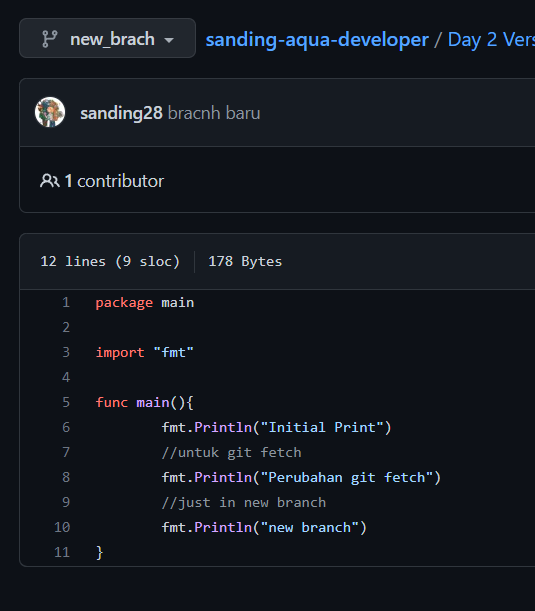 new_brach
sanding-aqua-developer / Day 2
sanding28 bracnh baru
1 contributor
12 lines (9 sloc) 178 Bytes
1 package main
2
3 import "fmt"
4
5 func main(){
6 fmt.Println("Initial Print")
7 //untuk git fetch
8 fmt.Println("Perubahan git fetch")
9 //just in new branch
10 fmt.Println("new branch")
11 }